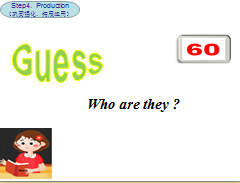 Step4. Production
Guess
60
Who are they ?